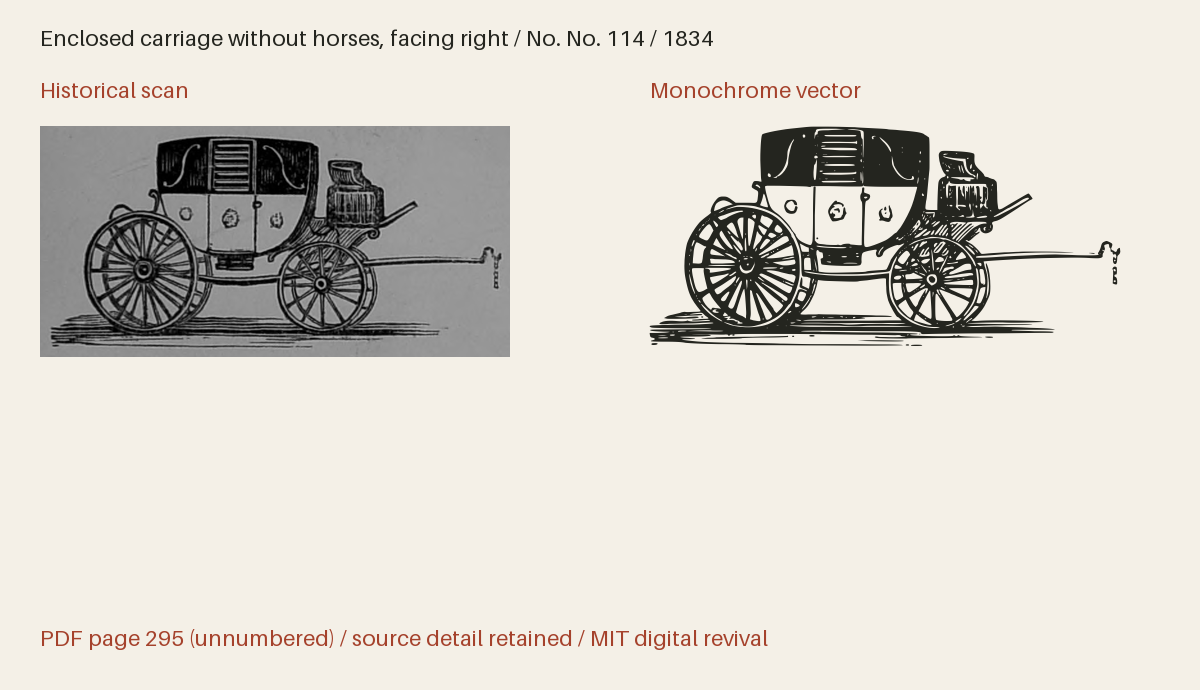 Enclosed carriage without horses, facing right / No. No. 114 / 1834
Historical scan
Monochrome vector
PDF page 295 (unnumbered) / source detail retained / MIT digital revival